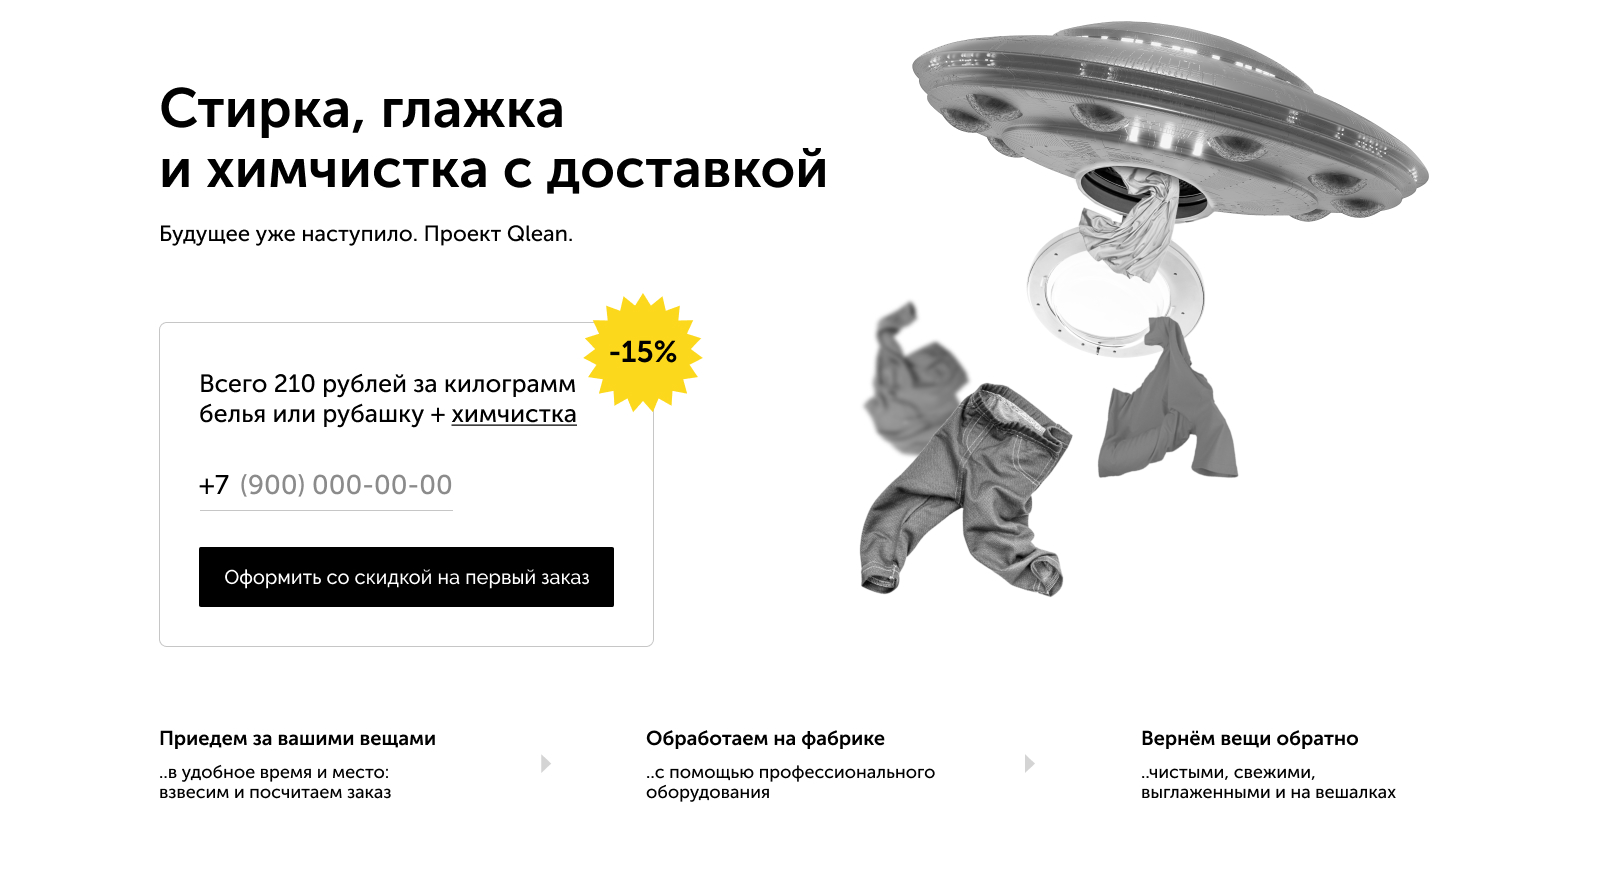 Стирка, глажка
и химчистка с доставкой
Будущее уже наступило. Проект Qlean.
-15%
Всего 210 рублей за килограмм
белья или рубашку + химчистка
+7 (900) 000-00-00
Оформить со скидкой на первый заказ
Приедем за вашими вещами
..в удобное время и место:
взвесим и посчитаем заказ
Обработаем на фабрике
..с помощью профессионального
оборудования
Вернём вещи обратно
..чистыми, свежими,
выглаженными и на вешалках